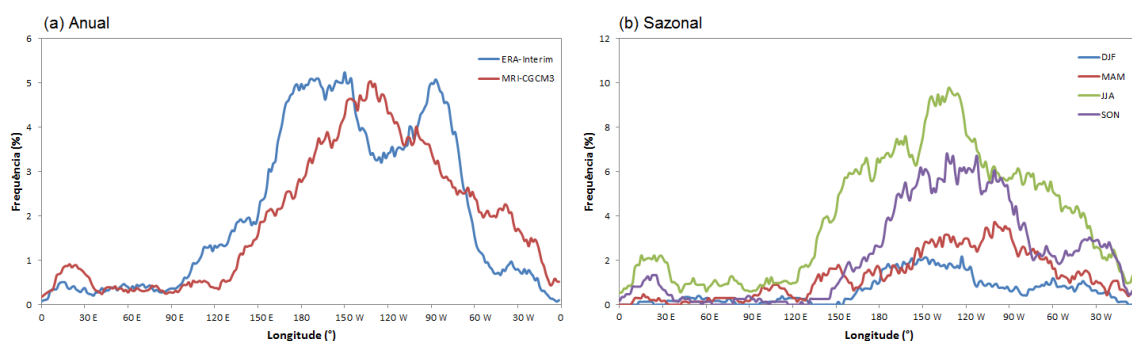 (a) Anual
6
5
4
3
2
1
0
Frequência (%)
ERA-Interim
MRI-CGCM3
0 30 E 60 E 90 E 120 E 150 E 180 150 W 120 W 90 W 60 W 30 W 0
Longitude (°)
(b) Sazonal
12
10
8
6
4
2
0
Frequência (%)
DJF
MAM
JJA
SON
0 30 E 60 E 90 E 120 E 150 E 180 150 W 120 W 90 W 60 W 30 W
Longitude (°)